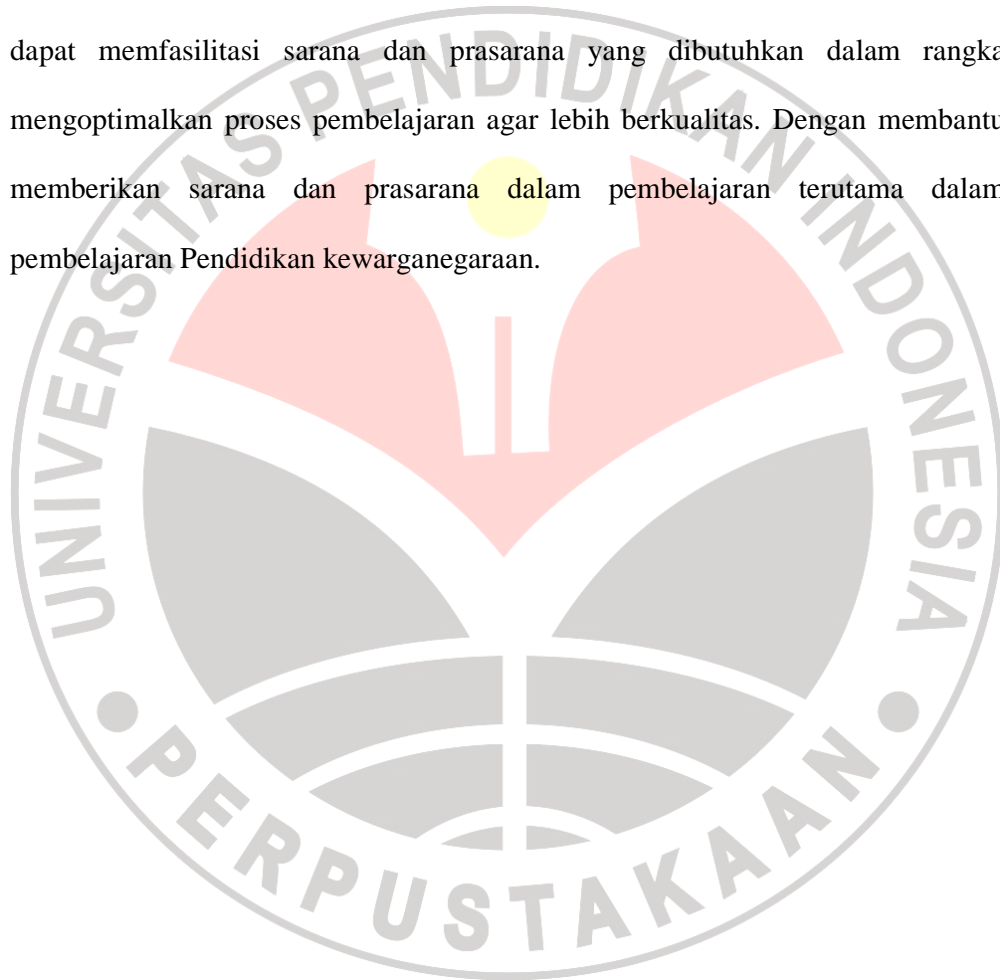 dapat memfasilitasi sarana dan prasarana yang dibutuhkan dalam rangka
mengoptimalkan proses pembelajaran agar lebih berkualitas. Dengan membantu
memberikan sarana dan prasarana dalam pembelajaran terutama dalam
pembelajaran Pendidikan kewarganegaraan.
UNIVERSITAS PENDIDIKAN INDONESIA
PERPUSTAKAAN